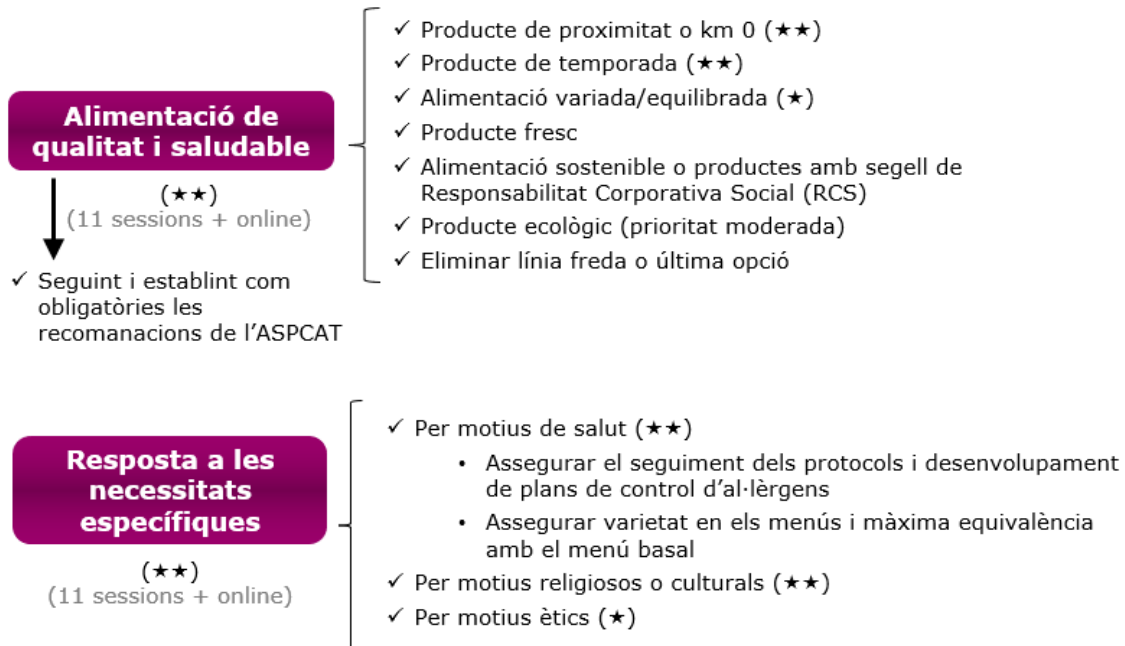 Alimentació de
qualitat i saludable
(★★)
(11 sessions + online)
✓ Seguint i establint com
obligatòries les
recomanacions de l’ASPCAT
✓ Producte de proximitat o km 0 (★★)
✓ Producte de temporada (★★)
✓ Alimentació variada/equilibrada (★)
✓ Producte fresc
✓ Alimentació sostenible o productes amb segell de
Responsabilitat Corporativa Social (RCS)
✓ Producte ecològic (prioritat moderada)
✓ Eliminar línia freda o última opció
Resposta a les
necessitats
específiques
(★★)
(11 sessions + online)
✓ Per motius de salut (★★)
• Assegurar el seguiment dels protocols i desenvolupament
de plans de control d’al·lèrgens
• Assegurar varietat en els menús i màxima equivalència
amb el menú basal
✓ Per motius religiosos o culturals (★★)
✓ Per motius ètics (★)